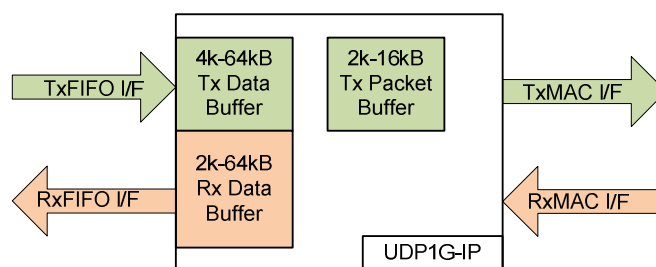 4k-64kB
Tx Data
Buffer
2k-16kB
Tx Packet
Buffer
TxFIFO I/F
TxMAC I/F
2k-64kB
Rx Data
Buffer
RxFIFO I/F
RxMAC I/F
UDP1G-IP